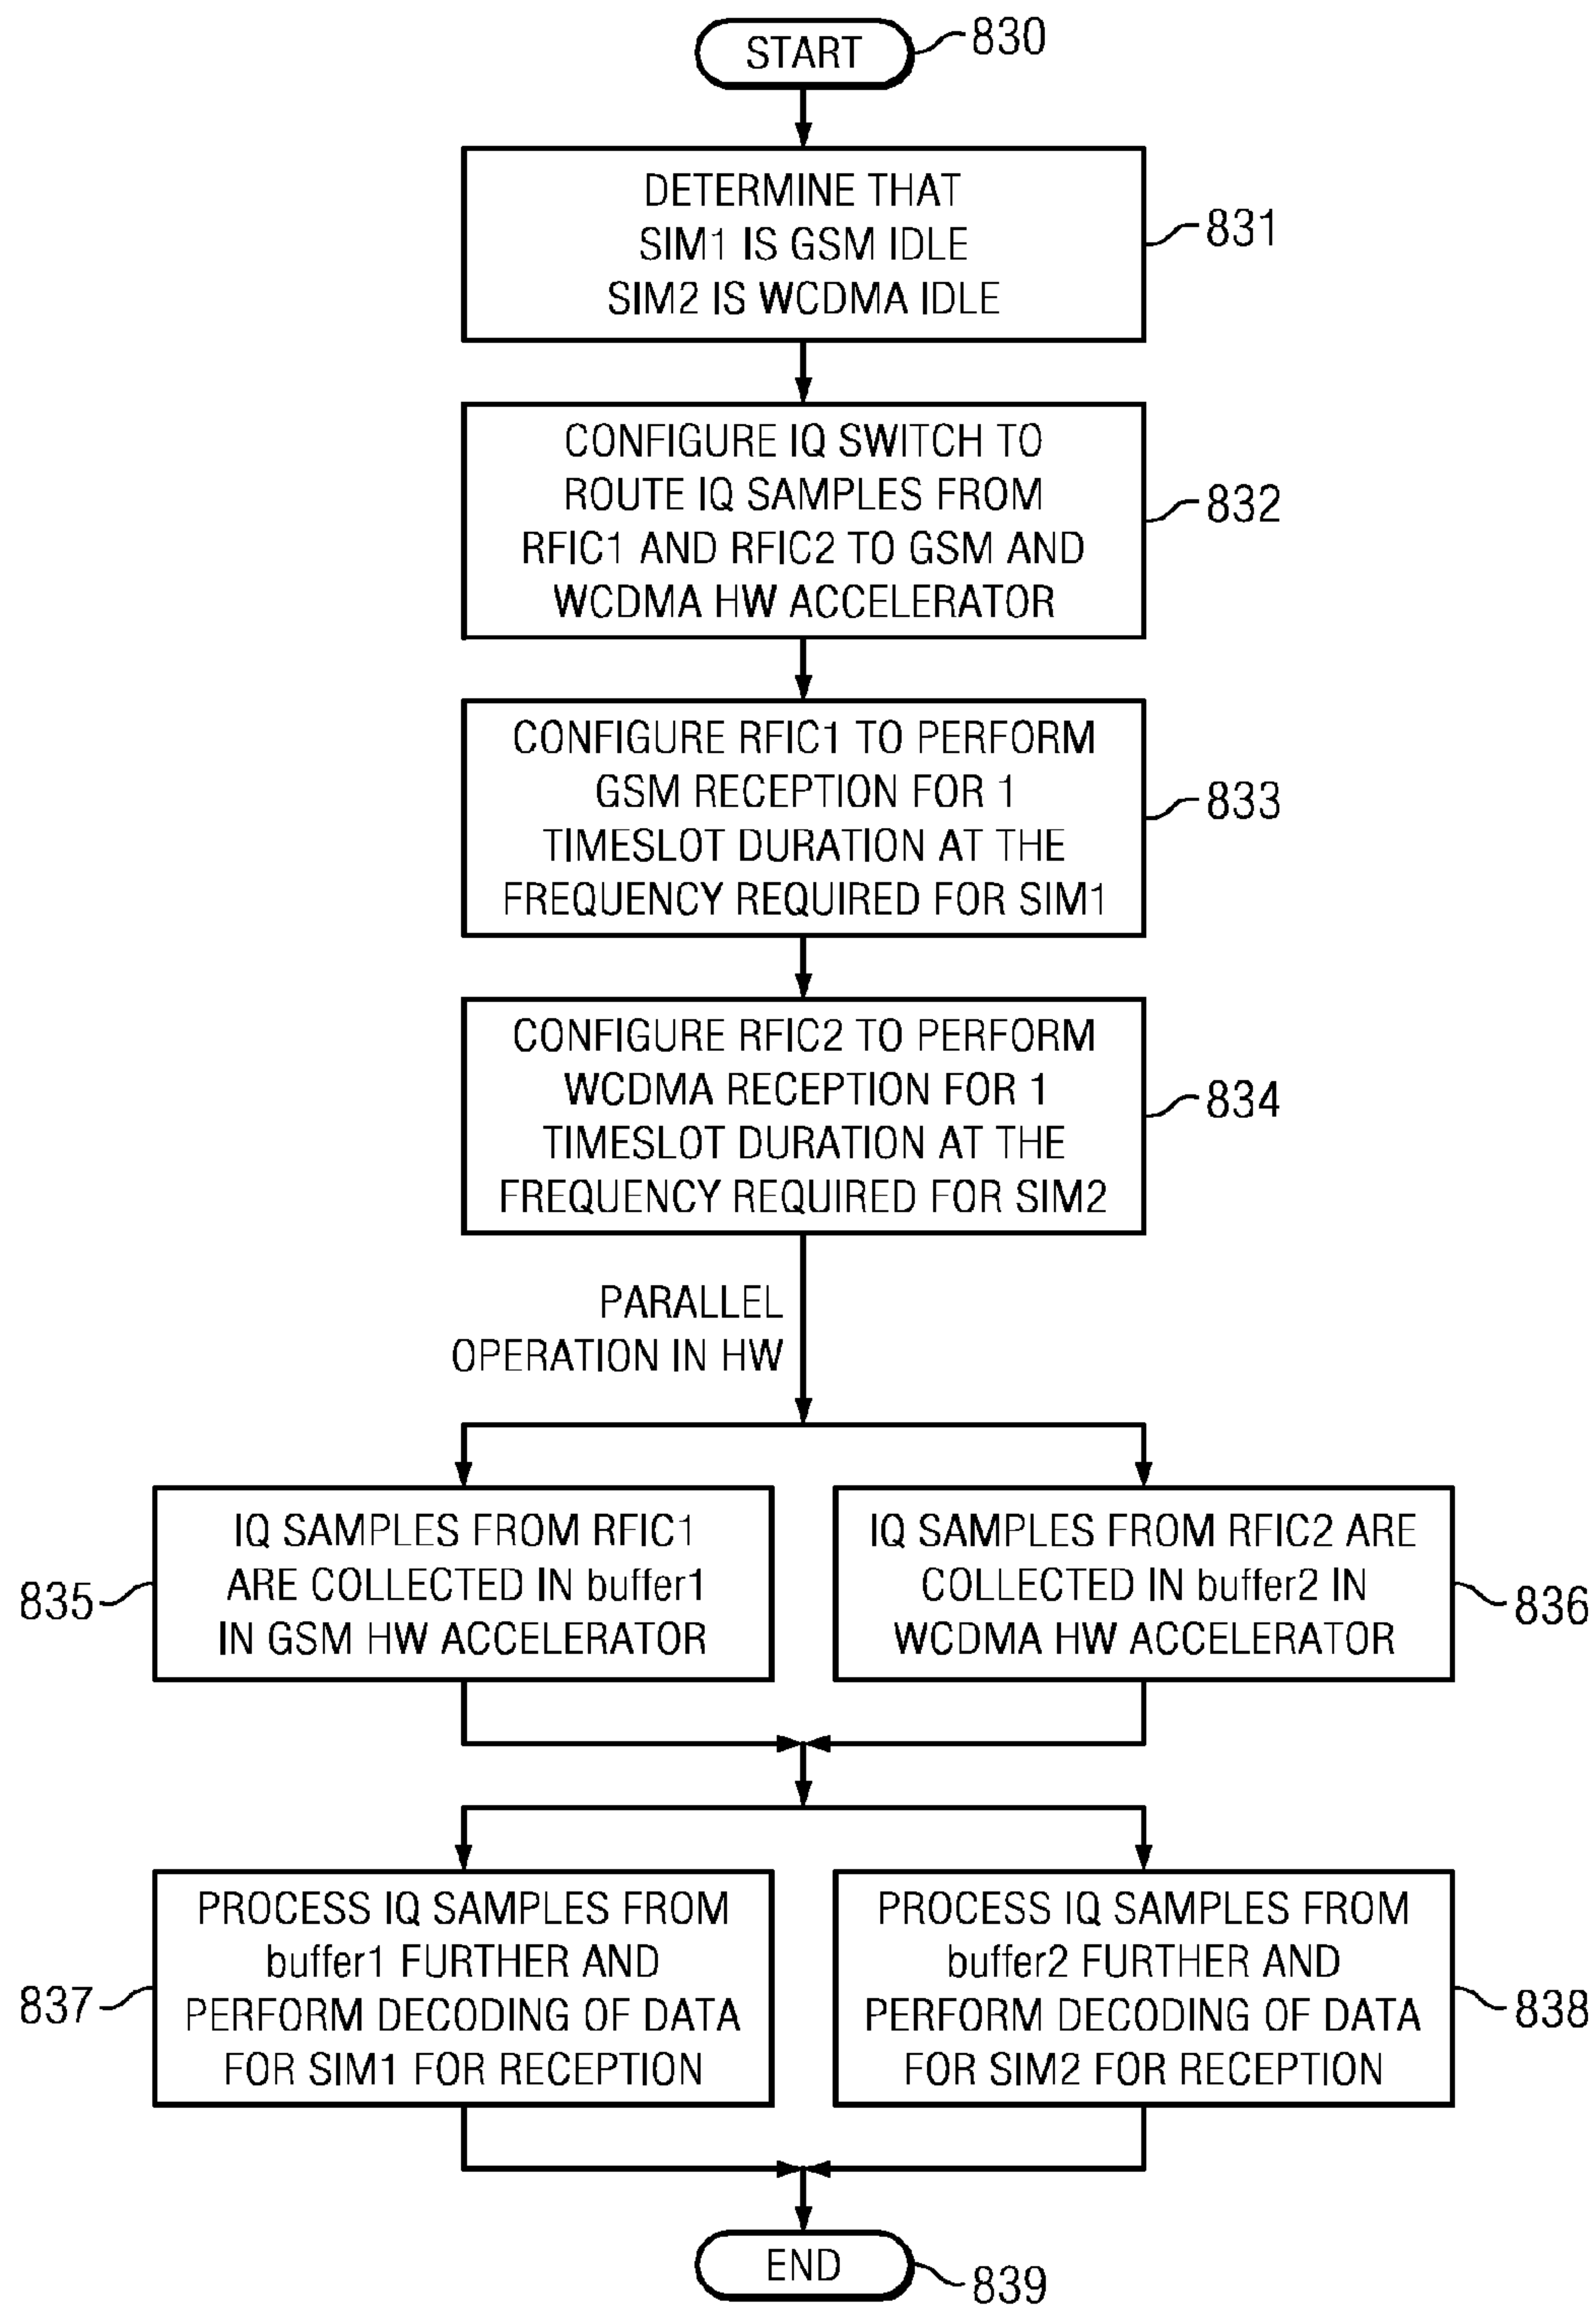 START
830
DETERMINE THAT
SIM1 IS GSM IDLE
SIM2 IS WCDMA IDLE
831
CONFIGURE IQ SWITCH TO
ROUTE IQ SAMPLES FROM
RFIC1 AND RFIC2 TO GSM AND
WCDMA HW ACCELERATOR
832
CONFIGURE RFIC1 TO PERFORM
GSM RECEPTION FOR 1
TIMESLOT DURATION AT THE
FREQUENCY REQUIRED FOR SIM1
833
CONFIGURE RFIC2 TO PERFORM
WCDMA RECEPTION FOR 1
TIMESLOT DURATION AT THE
FREQUENCY REQUIRED FOR SIM2
834
PARALLEL
OPERATION IN HW
IQ SAMPLES FROM RFIC1
ARE COLLECTED IN buffer1
IN GSM HW ACCELERATOR
835
IQ SAMPLES FROM RFIC2 ARE
COLLECTED IN buffer2 IN
WCDMA HW ACCELERATOR
836
PROCESS IQ SAMPLES FROM
buffer1 FURTHER AND
PERFORM DECODING OF DATA
FOR SIM1 FOR RECEPTION
837
PROCESS IQ SAMPLES FROM
buffer2 FURTHER AND
PERFORM DECODING OF DATA
FOR SIM2 FOR RECEPTION
838
END
839